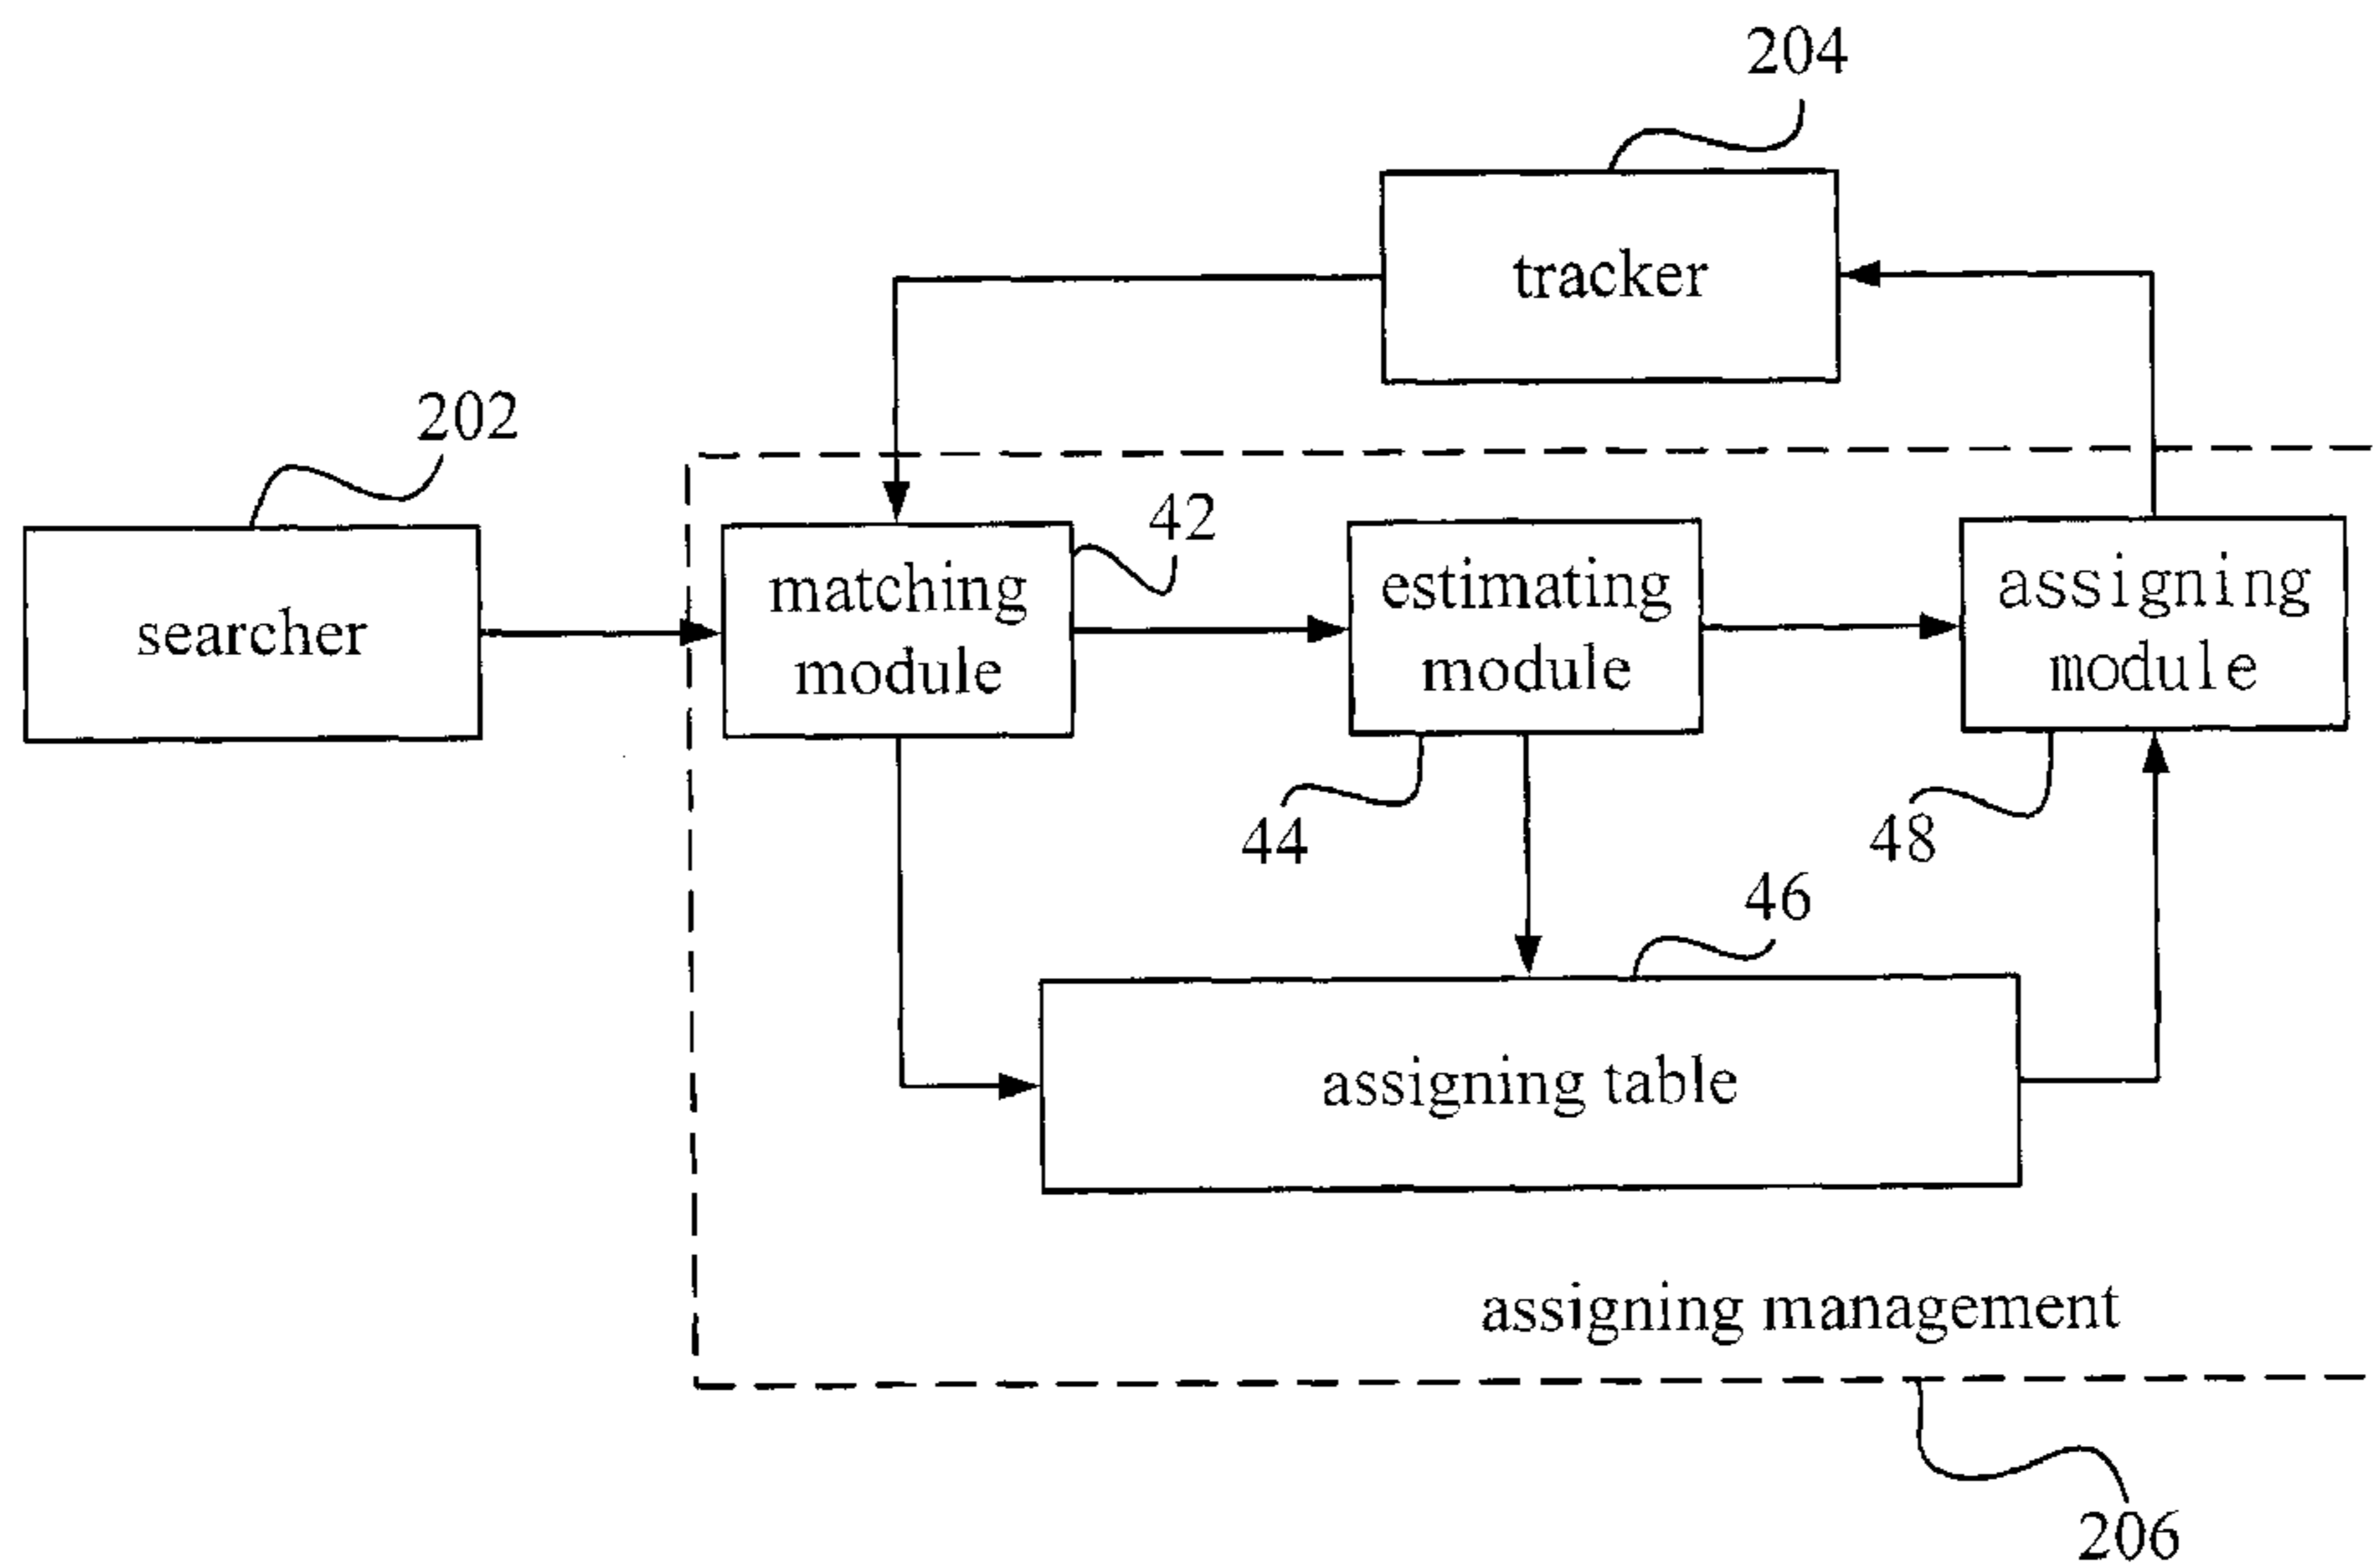 204
tracker
202
searcher
42
matching
module
estimating
module
assigning
module
44
48
46
assigning table
assigning management
206